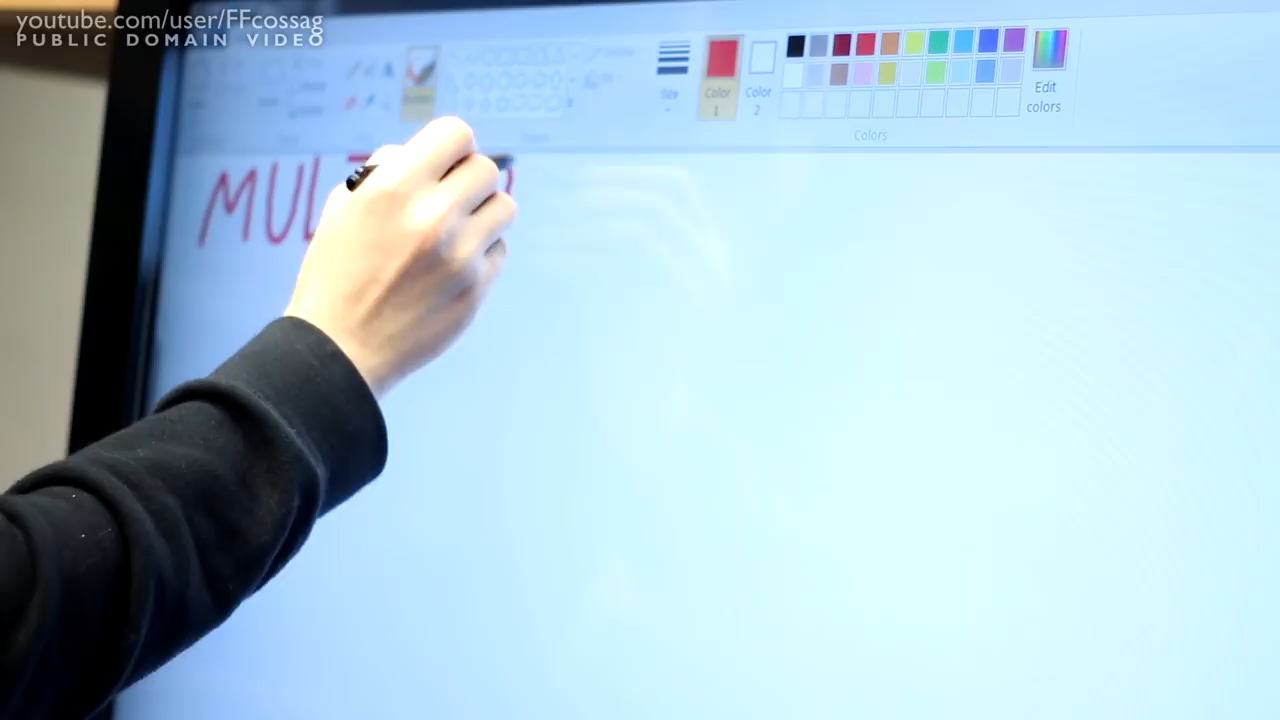 youtube.com/user/FFcossag
PUBLIC DOMAIN VIDEO
Size
Color 1
Color 2
Edit colors
Colors
MUL